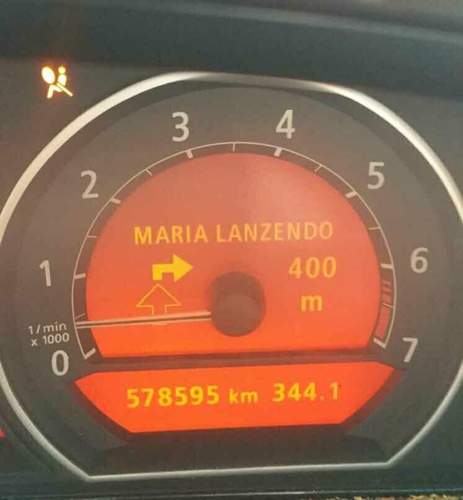 3 4
2 5
MARIA LANZENDO
1 400 6
m
1/min
x 1000
0 7
578595 km 344.1